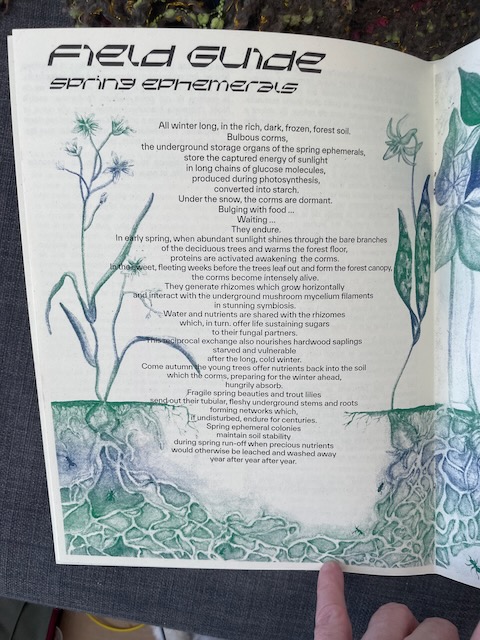 Field Guide
Spring Ephemerals
All winter long, in the rich, dark, frozen, forest soil.
Bulbous corms,
the underground storage organs of the spring ephemerals,
store the captured energy of sunlight
in long chains of glucose molecules,
produced during photosynthesis,
converted into starch.
Under the snow, the corms are dormant.
Bulging with food ...
Waiting ...
They endure.
In early spring, when abundant sunlight shines through the bare branches
of the deciduous trees and warms the forest floor,
proteins are activated awakening the corms.
In the sweet, fleeting weeks before the trees leaf out and form the forest canopy,
the corms become intensely alive.
They generate rhizomes which grow horizontally
and interact with the underground mushroom mycelium filaments
in stunning symbiosis.
Water and nutrients are shared with the rhizomes
which, in turn. offer life sustaining sugars
to their fungal partners.
This reciprocal exchange also nourishes hardwood saplings
starved and vulnerable
after the long, cold winter.
Come autumn the young trees offer nutrients back into the soil
which the corms, preparing for the winter ahead,
hungrily absorb.
Fragile spring beauties and trout lilies
send out their tubular, fleshy underground stems and roots
forming networks which,
if undisturbed, endure for centuries.
Spring ephemeral colonies
maintain soil stability
during spring run-off when precious nutrients
would otherwise be leached and washed away
year after year after year.